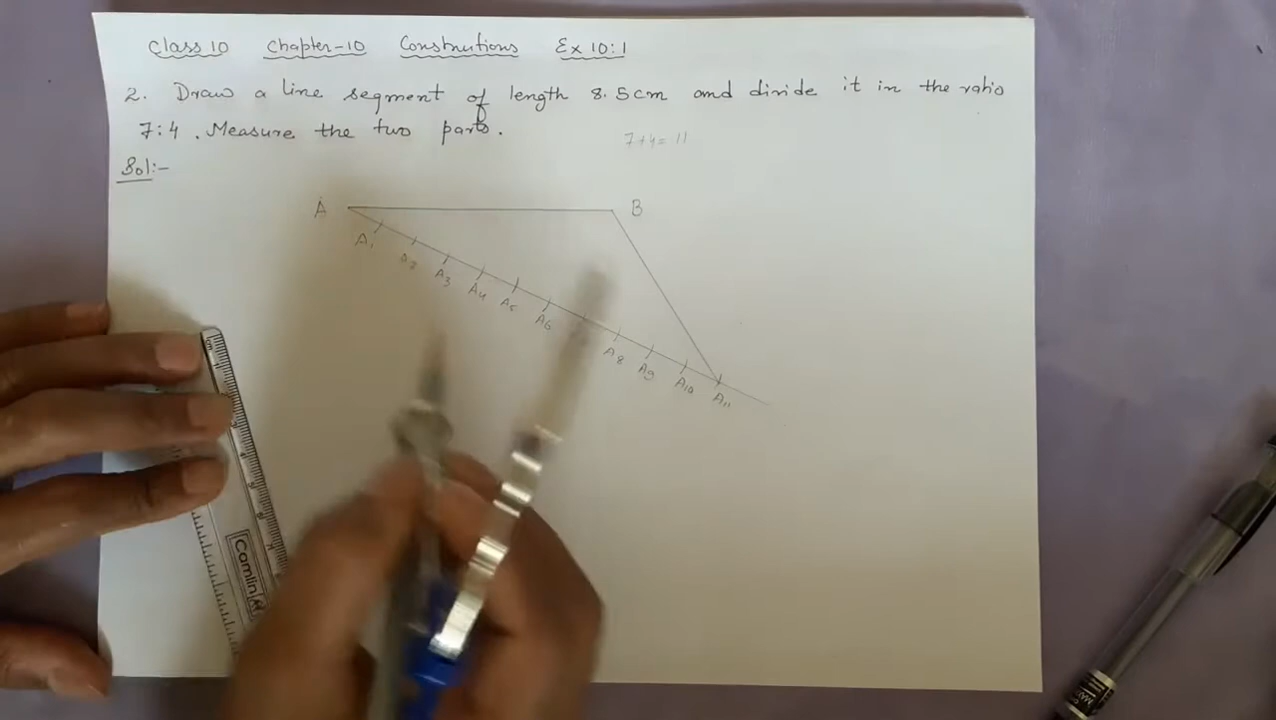 Class 10 Chapter-10 Constructions Ex 10:1
2. Draw a line segment of length 8.5cm and divide it in the ratio
7:4. Measure the two parts.
7+4=11
Sol:-
A B
A1
A2
A3
A4
A5
A6
A8
A9
A10
A11
Camlin